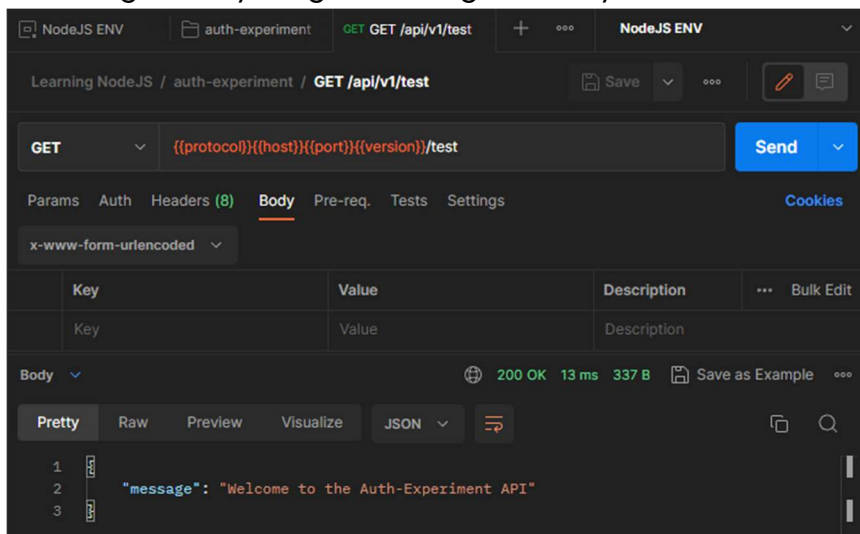 NodeJS ENV auth-experiment GET GET /api/v1/test NodeJS ENV
Learning NodeJS / auth-experiment / GET /api/v1/test Save
GET {{protocol}}{{host}}{{port}}{{version}}/test Send
Params Auth Headers (8) Body Pre-req. Tests Settings Cookies
x-www-form-urlencoded
Key Value Description Bulk Edit
Key Value Description
Body 200 OK 13 ms 337 B Save as Example
Pretty Raw Preview Visualize JSON
1 {
2 "message": "Welcome to the Auth-Experiment API"
3 }